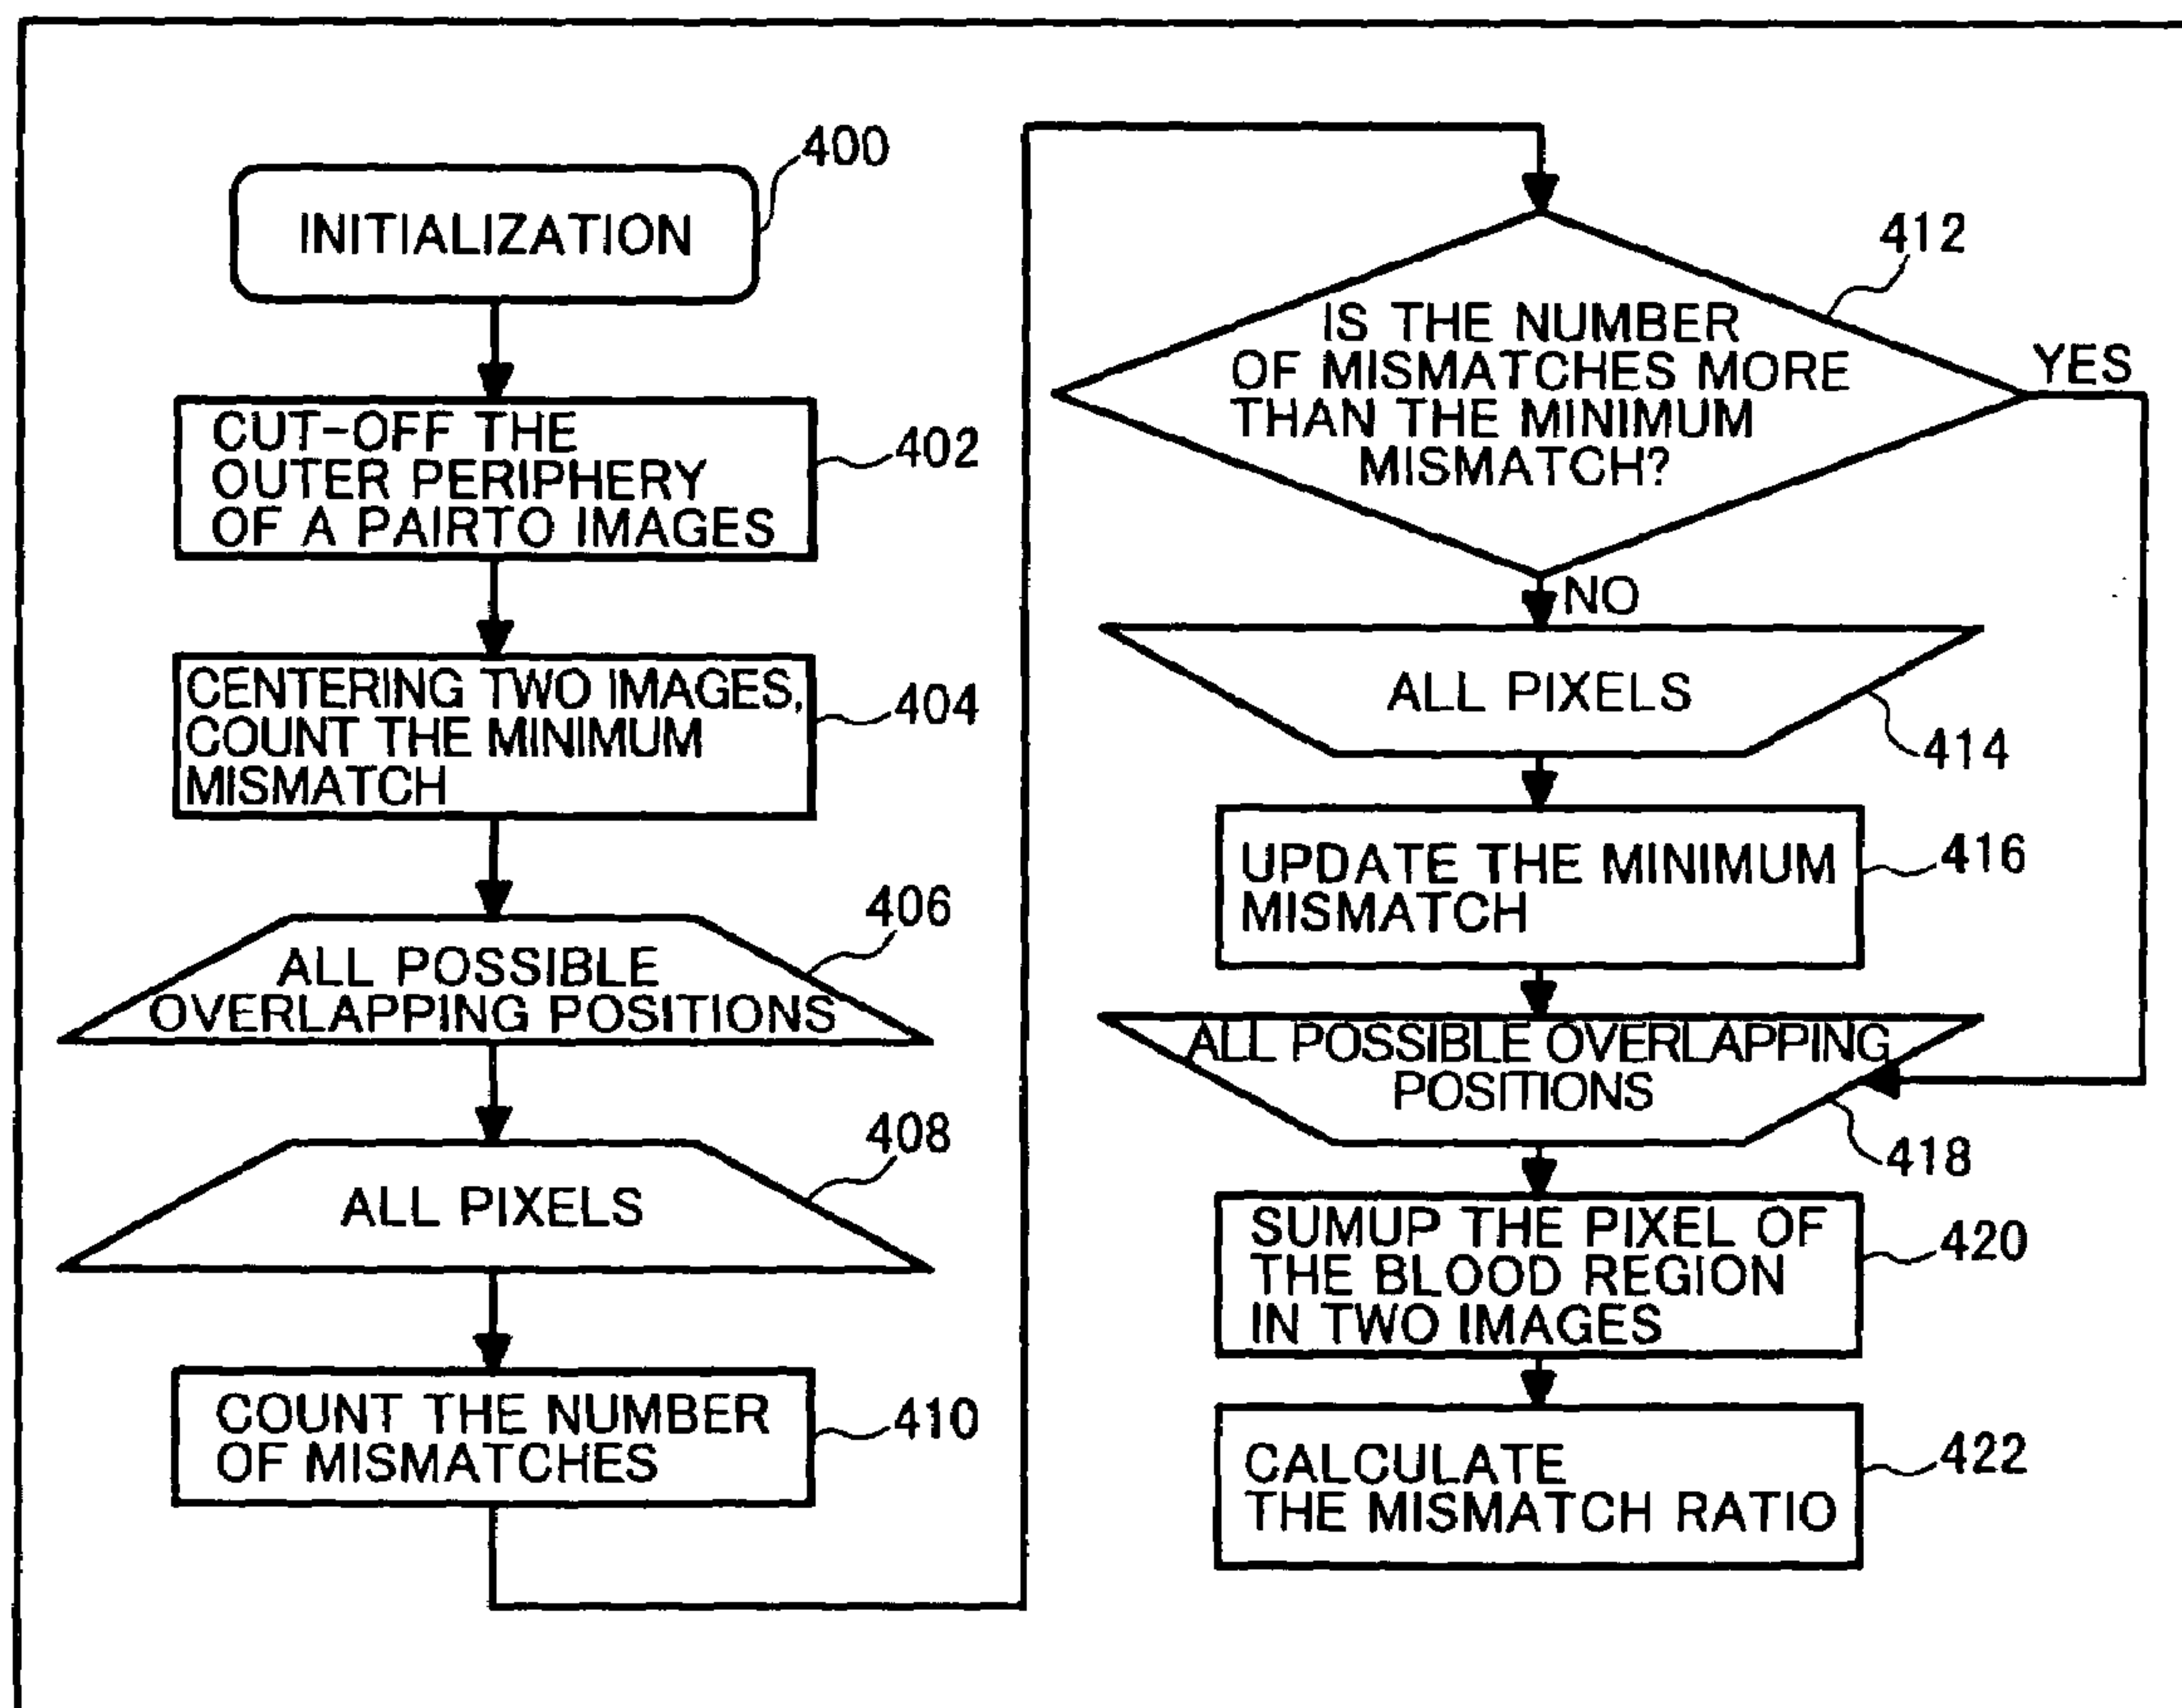 INITIALIZATION
400
CUT-OFF THE
OUTER PERIPHERY
OF A PAIRTO IMAGES
402
CENTERING TWO IMAGES,
COUNT THE MINIMUM
MISMATCH
404
ALL POSSIBLE
OVERLAPPING POSITIONS
406
ALL PIXELS
408
COUNT THE NUMBER
OF MISMATCHES
410
IS THE NUMBER
OF MISMATCHES MORE
THAN THE MINIMUM
MISMATCH?
412
YES
NO
ALL PIXELS
414
UPDATE THE MINIMUM
MISMATCH
416
ALL POSSIBLE OVERLAPPING
POSITIONS
418
SUMUP THE PIXEL OF
THE BLOOD REGION
IN TWO IMAGES
420
CALCULATE
THE MISMATCH RATIO
422